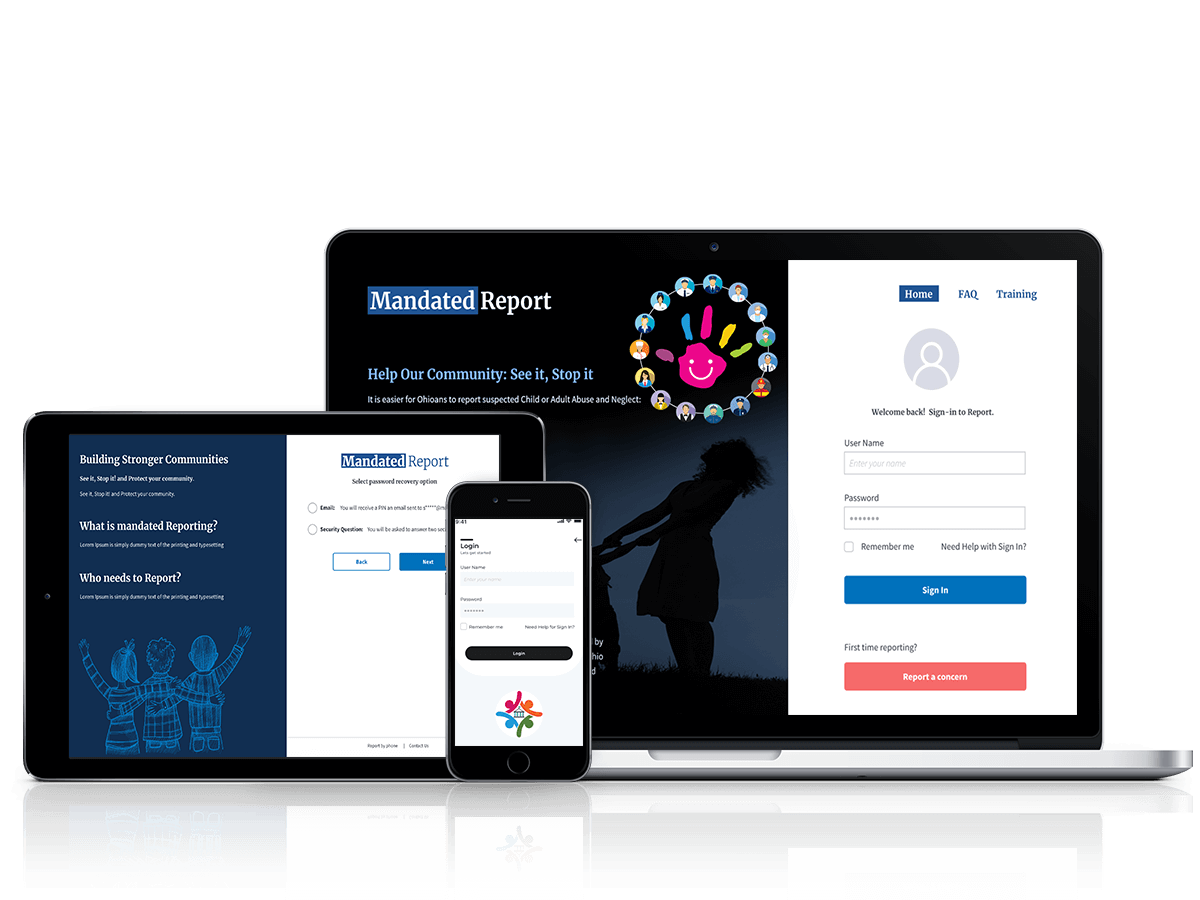 Mandated Report
Help Our Community: See it, Stop it
It is easier for Ohioans to report suspected Child or Adult Abuse and Neglect:
by
hio
d
Home FAQ Training
Welcome back! Sign-in to Report.
User Name
Enter your name
Password
*******
Remember me Need Help with Sign In?
Sign In
First time reporting?
Report a concern
Building Stronger Communities
See it, Stop it! and Protect your community.
See it, Stop it! and Protect your community.
What is mandated Reporting?
Lorem Ipsum is simply dummy text of the printing and typesetting
Who needs to Report?
Lorem Ipsum is simply dummy text of the printing and typesetting
Mandated Report
Select password recovery option
Email: You will receive a PIN an email sent to s*****@m
Security Question: You will be asked to answer two sec
Back Next
Report by phone | Contact Us
9:41
Login
Lets get started
User Name
Enter your name
Password
*******
Remember me Need Help for Sign In?
Login